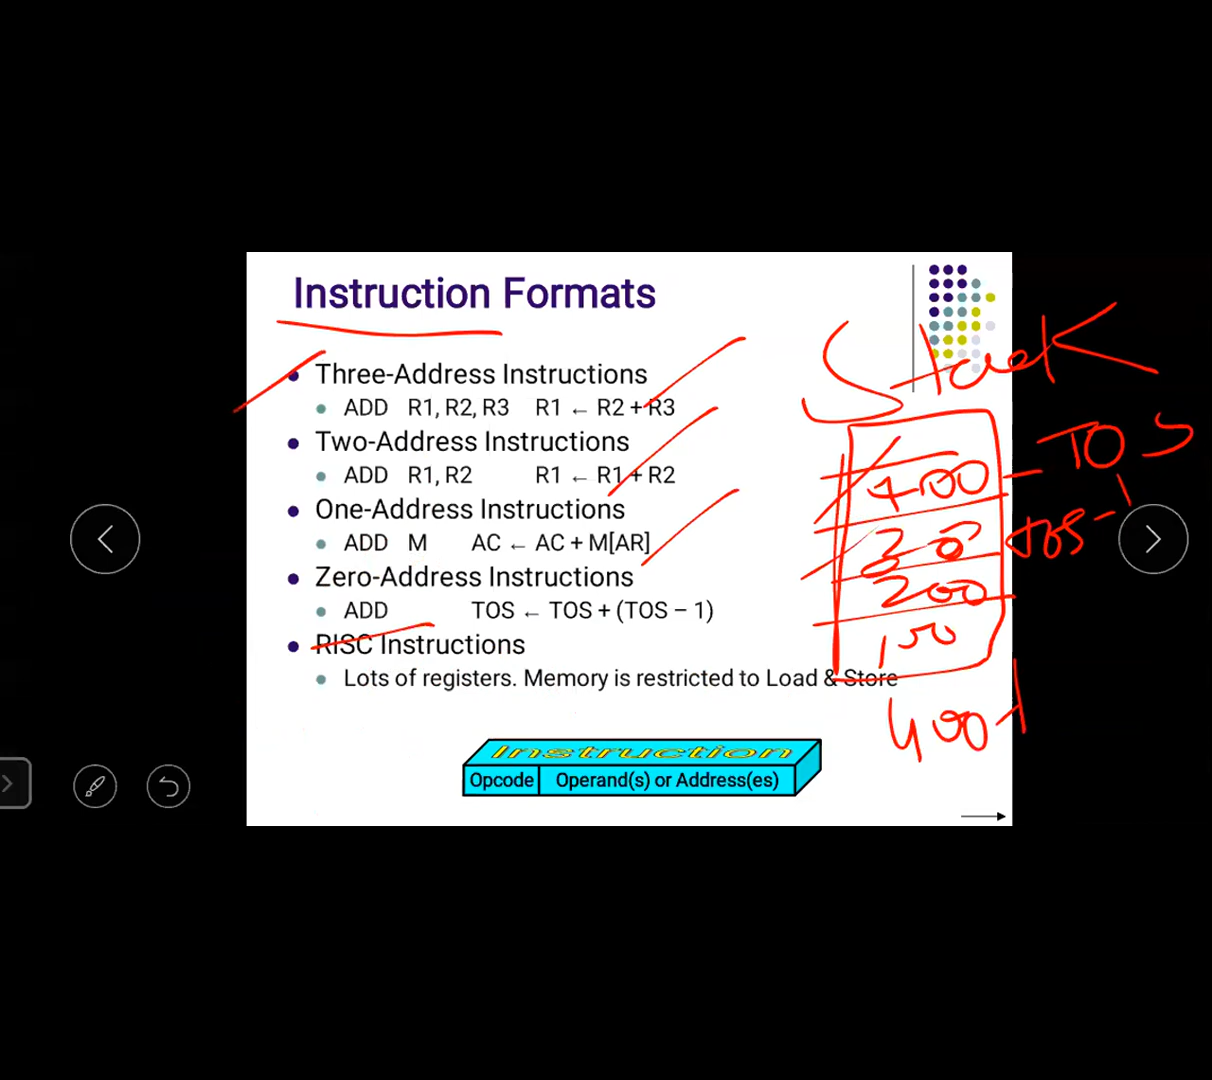 Instruction Formats
Stack
Three-Address Instructions
ADD R1, R2, R3 R1 ← R2 + R3
Two-Address Instructions
ADD R1, R2 R1 ← R1 + R2
TOS
400
One-Address Instructions
ADD M AC ← AC + M[AR]
TOS-1
300
Zero-Address Instructions
200
ADD TOS ← TOS + (TOS – 1)
150
RISC Instructions
Lots of registers. Memory is restricted to Load & Store
400+
Instruction
Opcode Operand(s) or Address(es)